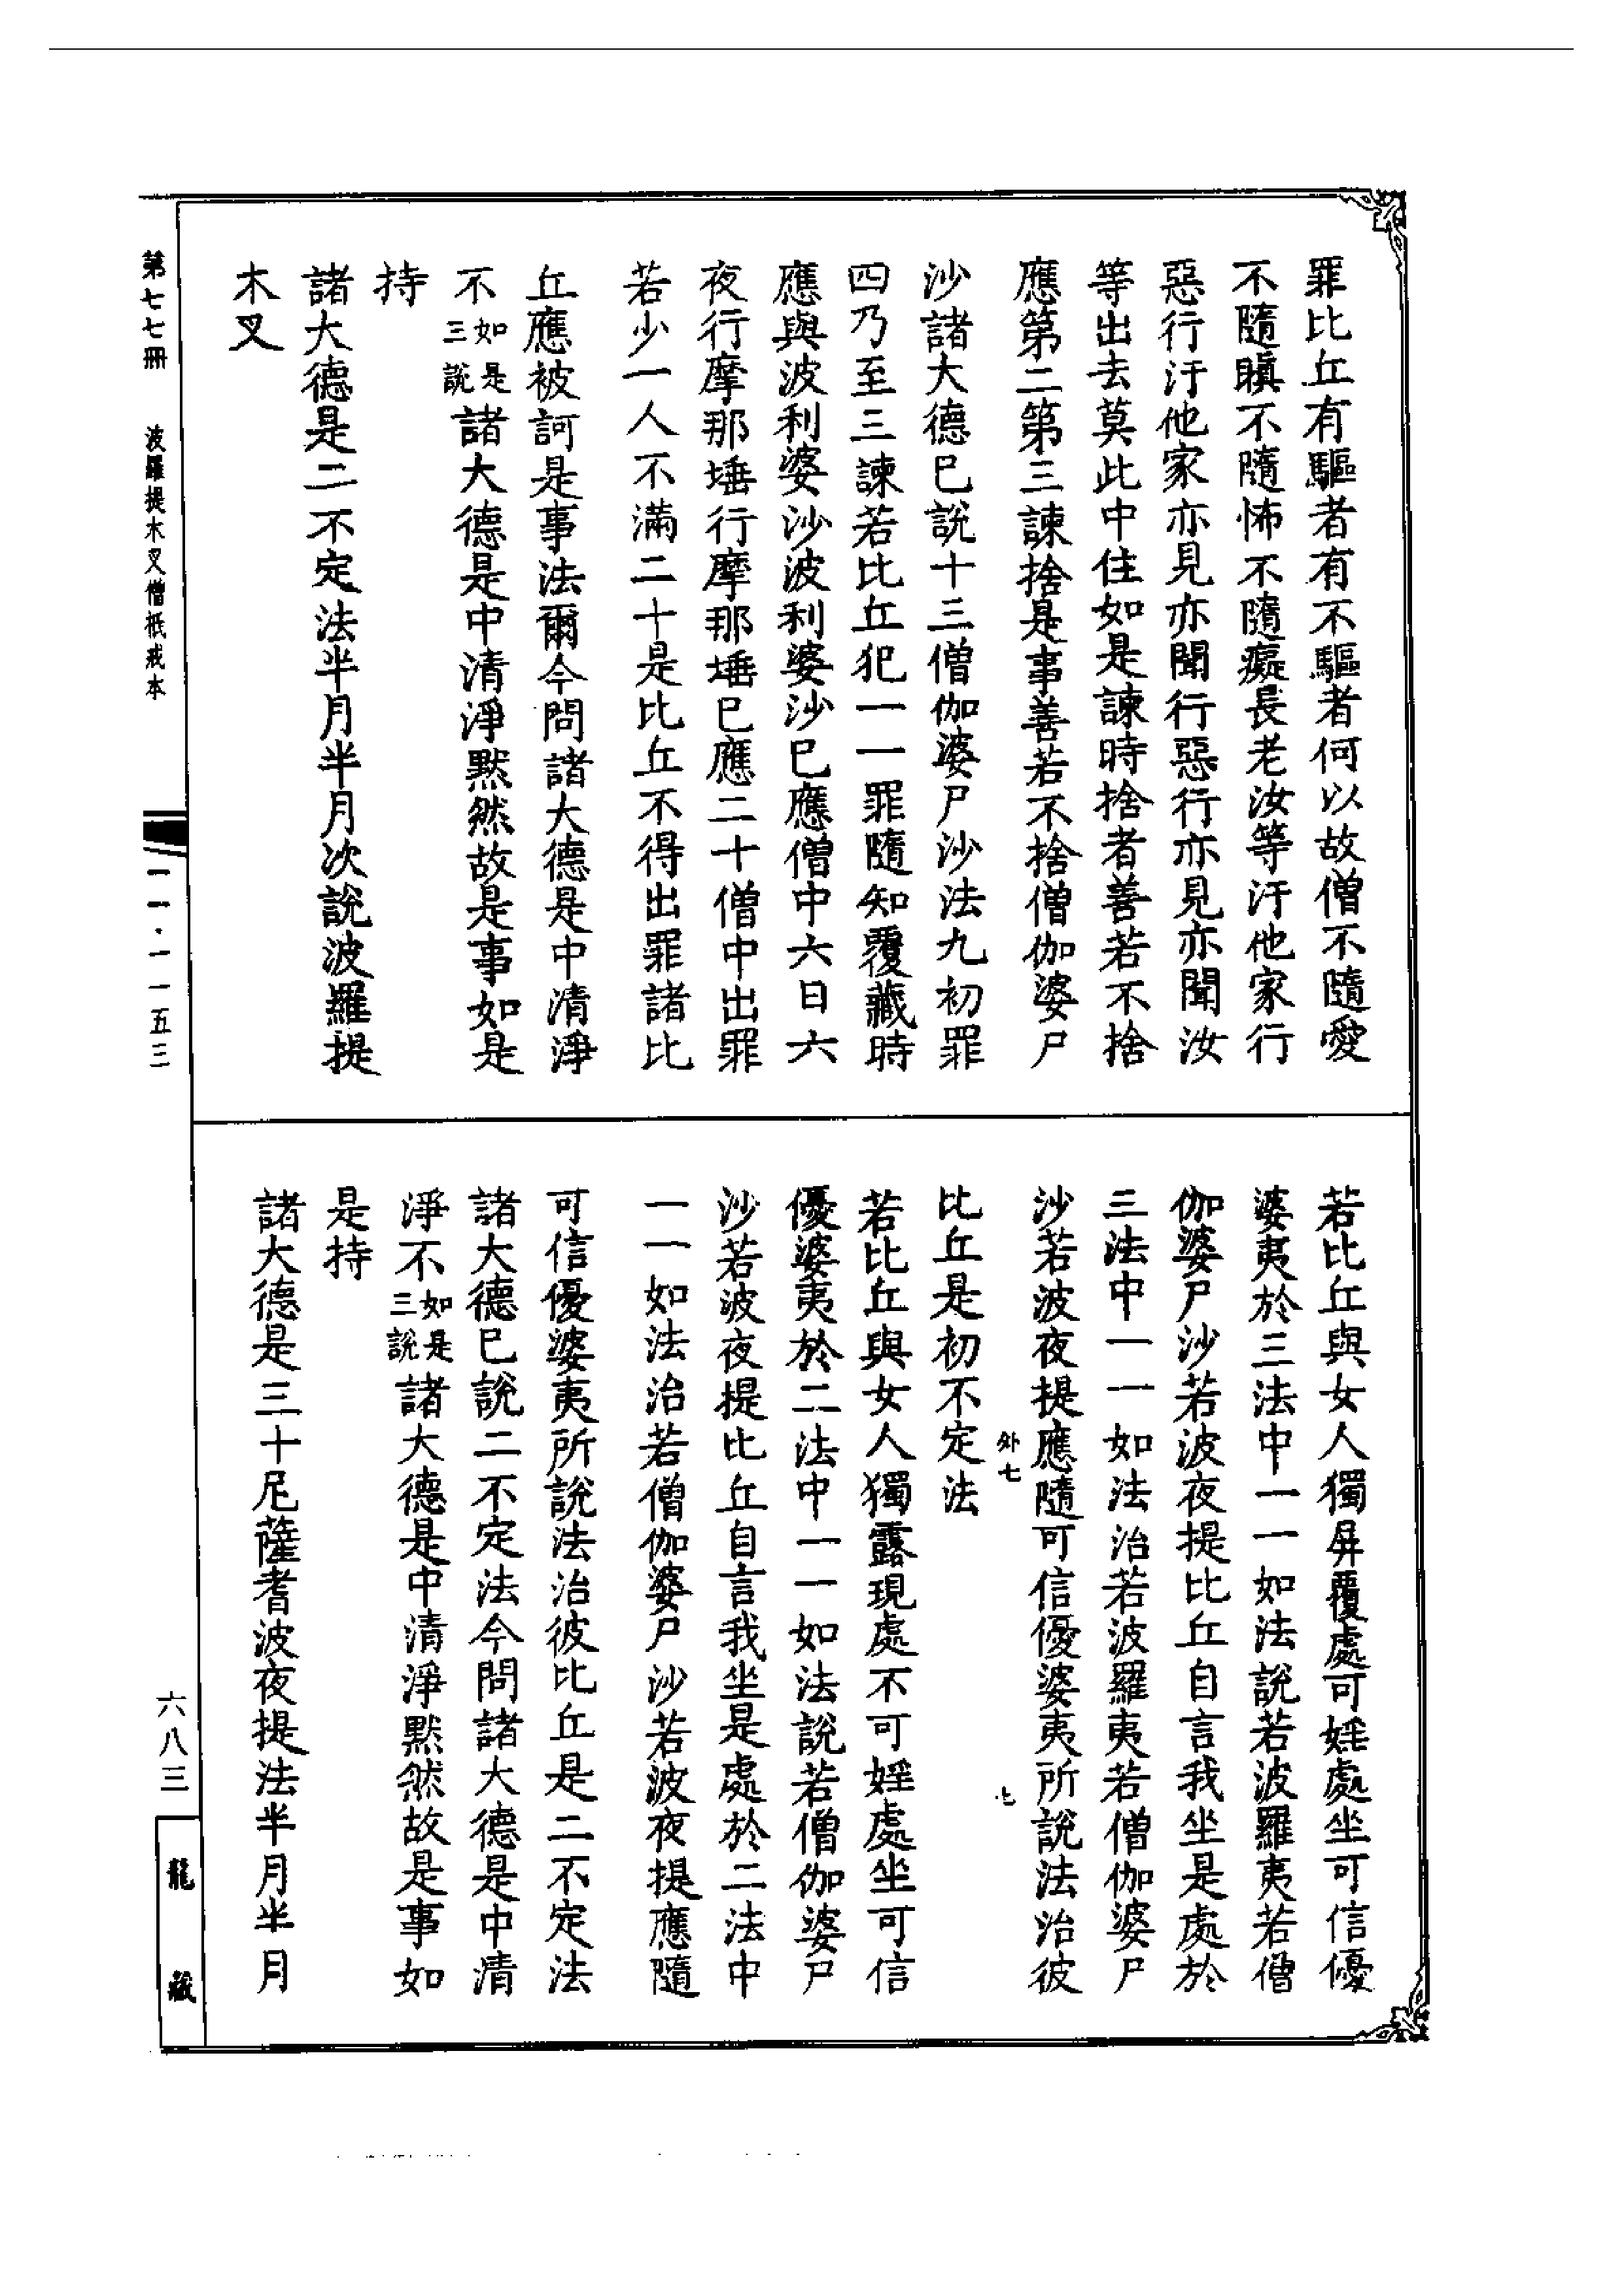 罪比丘有驅者有不驅者何以故僧不隨愛
不隨瞋不隨怖不隨癡長老汝等汙他家行
惡行汙他家亦見亦聞行惡行亦見亦聞汝
等出去莫此中住如是諫時捨者善若不捨
應第二第三諫捨是事善若不捨僧伽婆尸
沙諸大德已說十三僧伽婆尸沙法九初罪
四乃至三諫若比丘犯一一罪隨知覆藏時
應與波利婆沙波利婆沙已應僧中六日六
夜行摩那埵行摩那埵已應二十僧中出罪
若少一人不滿二十是比丘不得出罪諸比
丘應被訶是事法爾今問諸大德是中清淨
不如是三說諸大德是中清淨默然故是事如是
持
諸大德是二不定法半月半月次說波羅提
木叉
若比丘與女人獨屏覆處可婬處坐可信優
婆夷於三法中一一如法說若波羅夷若僧
伽婆尸沙若波夜提比丘自言我坐是處於
三法中一一如法治若波羅夷若僧伽婆尸
沙若波夜提應隨可信優婆夷所說法治彼
外七
七
比丘是初不定法
若比丘與女人獨露現處不可婬處坐可信
優婆夷於二法中一一如法說若僧伽婆尸
沙若波夜提比丘自言我坐是處於二法中
一一如法治若僧伽婆尸沙若波夜提應隨
可信優婆夷所說法治彼比丘是二不定法
諸大德已說二不定法今問諸大德是中清
淨不如是三說諸大德是中清淨默然故是事如
是持
諸大德是三十尼薩耆波夜提法半月半月
第七七冊 波羅提木叉僧祇戒本
一一·一一五三
六八三
龍藏